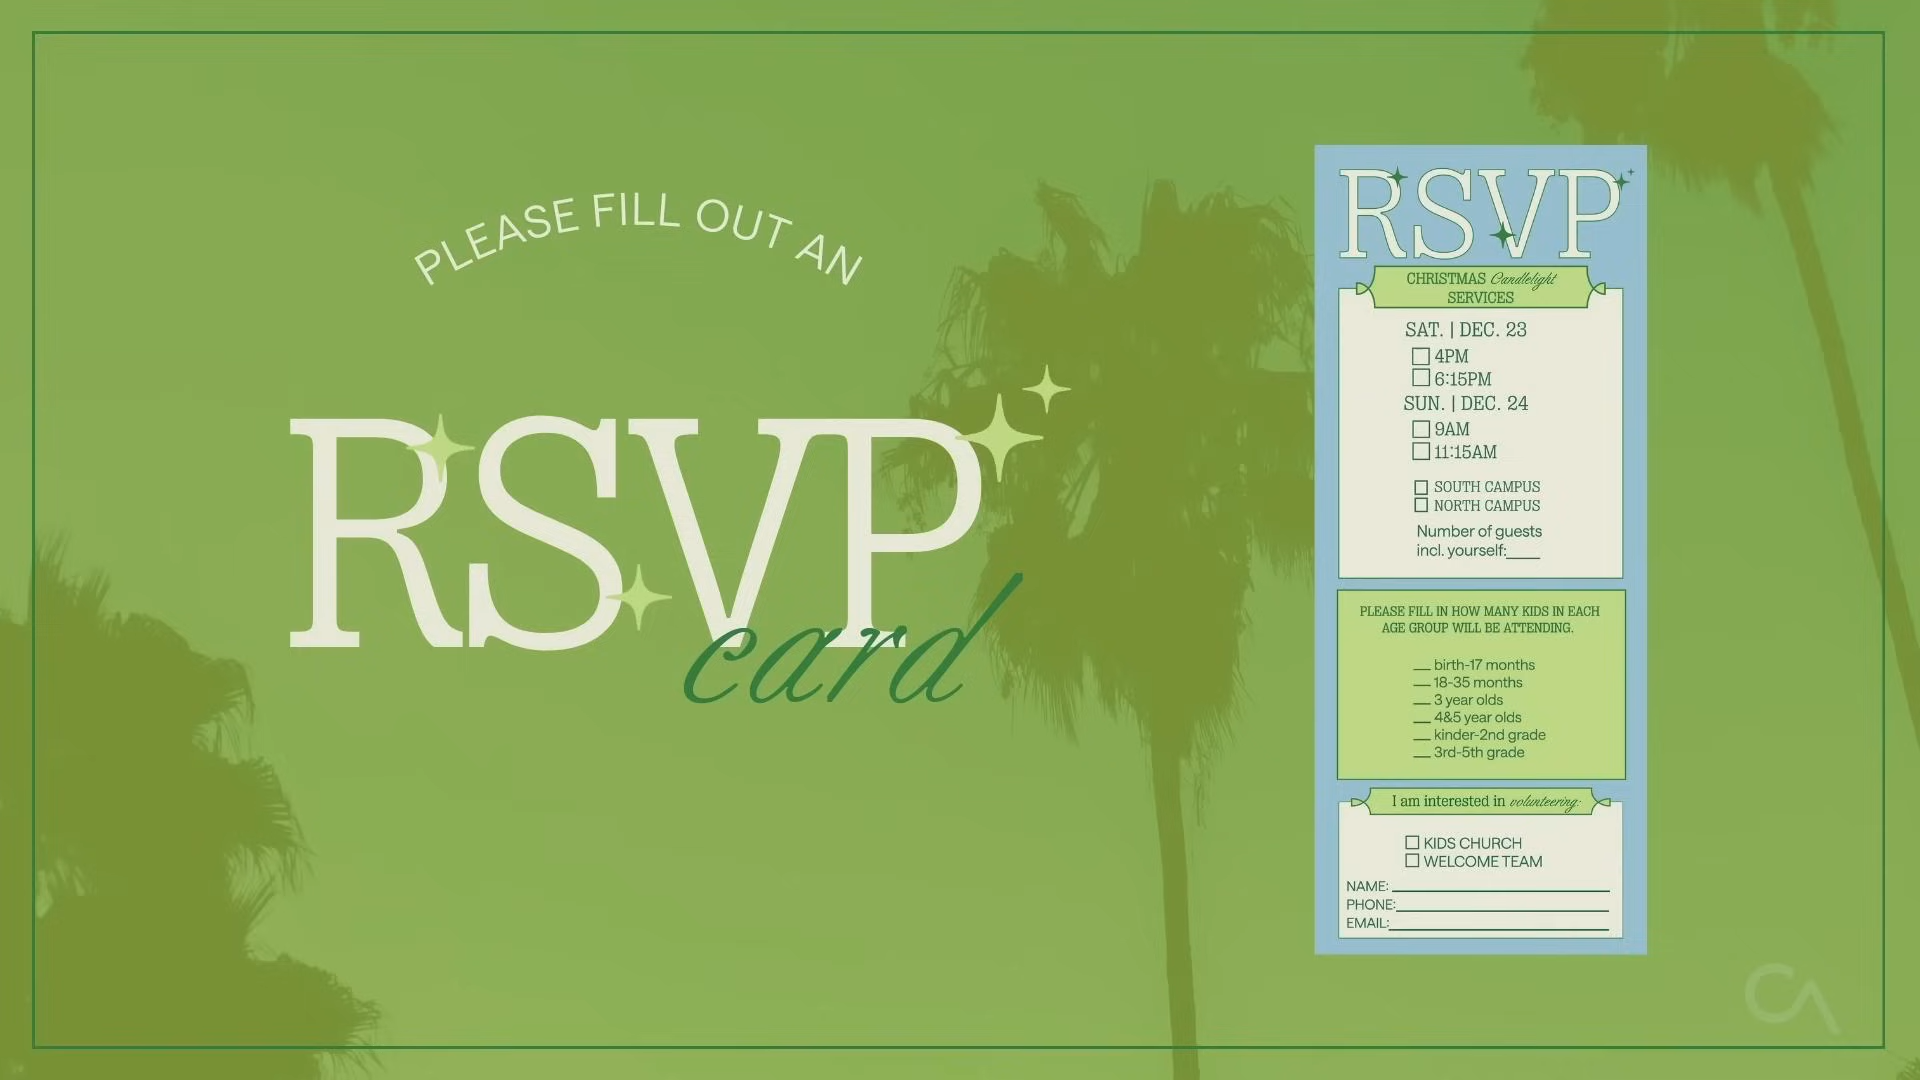 PLEASE FILL OUT AN
RSVP
card
RSVP
CHRISTMAS Candlelight
SERVICES
SAT. | DEC. 23
4PM
6:15PM
SUN. | DEC. 24
9AM
11:15AM
SOUTH CAMPUS
NORTH CAMPUS
Number of guests
incl. yourself:____
PLEASE FILL IN HOW MANY KIDS IN EACH
AGE GROUP WILL BE ATTENDING.
__ birth-17 months
__ 18-35 months
__ 3 year olds
__ 4&5 year olds
__ kinder-2nd grade
__ 3rd-5th grade
I am interested in volunteering:
KIDS CHURCH
WELCOME TEAM
NAME:
PHONE:
EMAIL:
CA